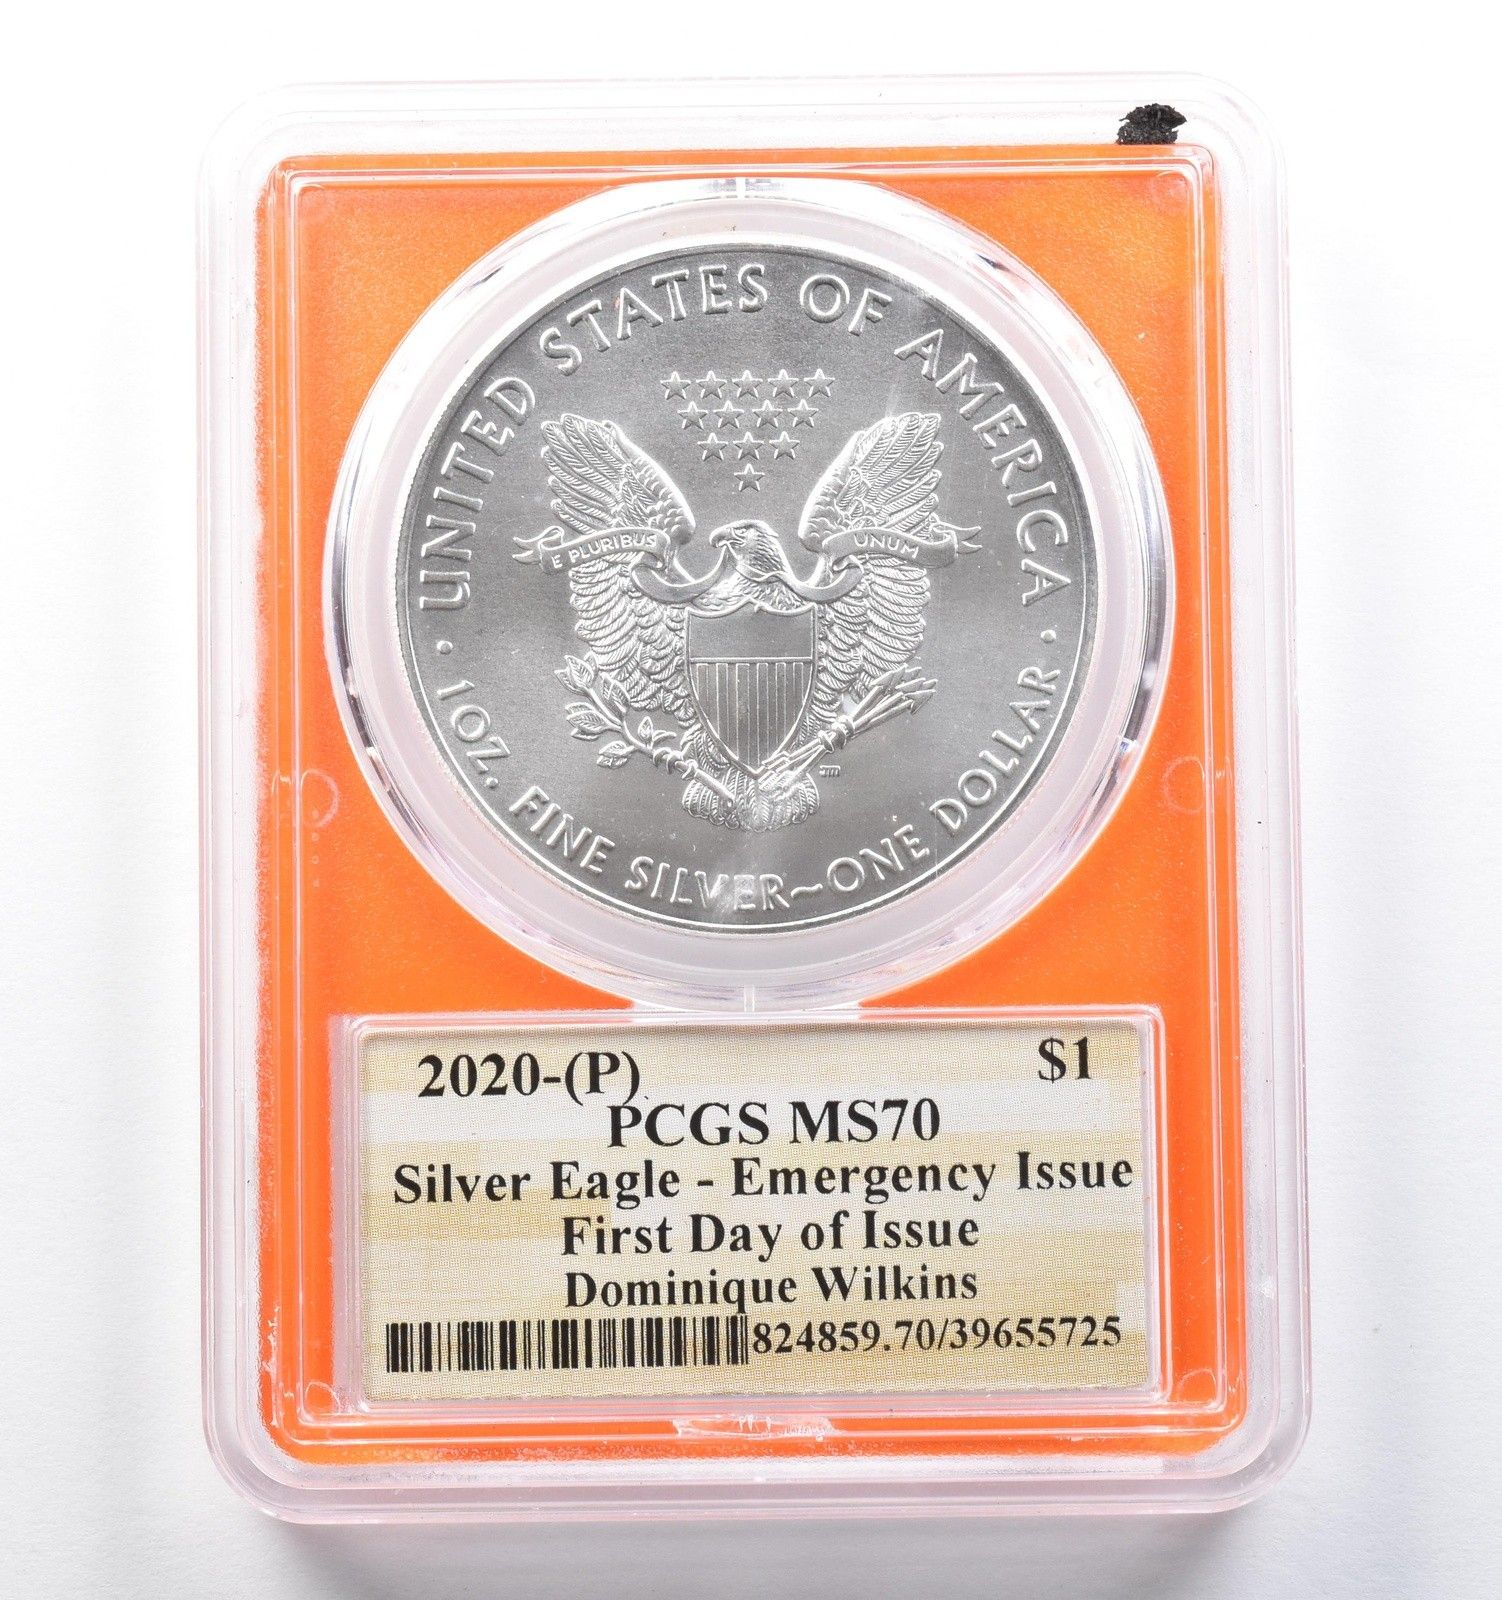 UNITED STATES OF AMERICA
E PLURIBUS UNUM
JM
· 1 OZ. FINE SILVER~ONE DOLLAR ·
2020-(P) $1
PCGS MS70
Silver Eagle - Emergency Issue
First Day of Issue
Dominique Wilkins
824859.70/39655725